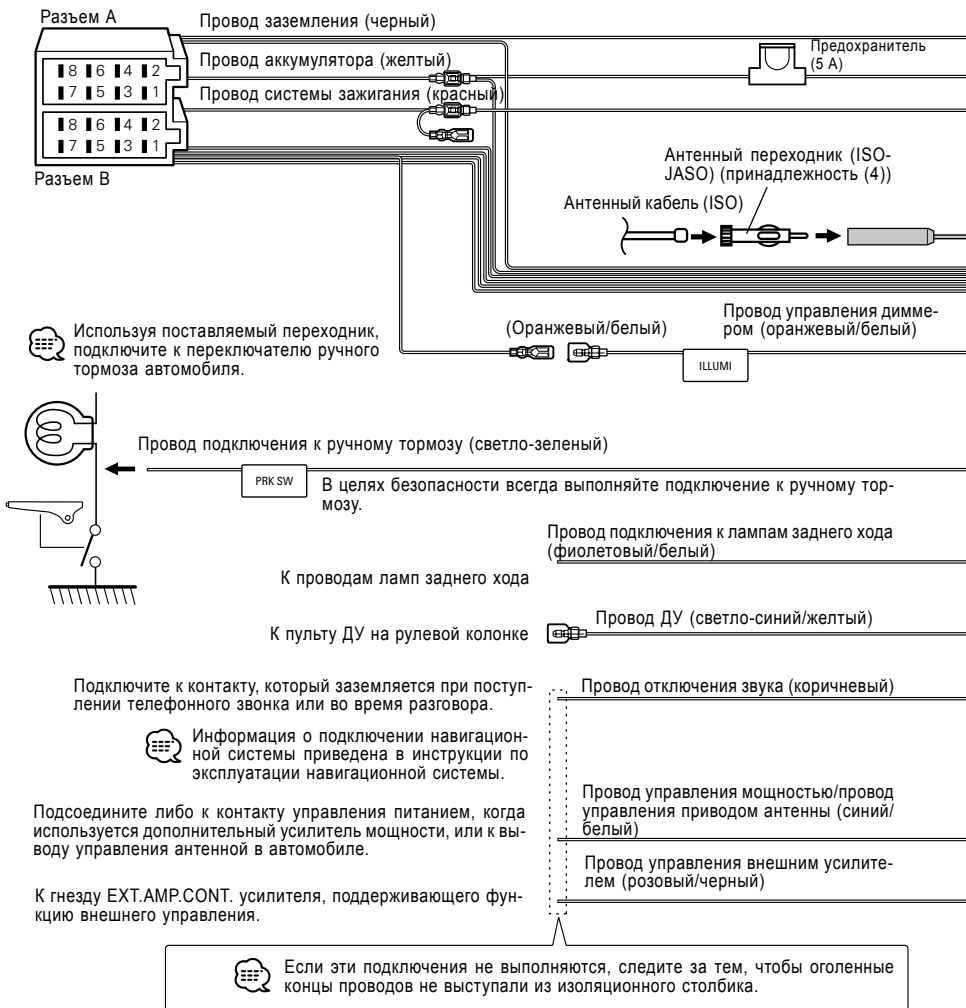 Разъем A
Провод заземления (черный)
Предохранитель
(5 A)
Провод аккумулятора (желтый)
8 6 4 2
7 5 3 1
Провод системы зажигания (красный)
8 6 4 2
7 5 3 1
Разъем B
Антенный переходник (ISO-
JASO) (принадлежность (4))
Антенный кабель (ISO)
Используя поставляемый переходник,
подключите к переключателю ручного
тормоза автомобиля.
(Оранжевый/белый)
Провод управления димме-
ром (оранжевый/белый)
ILLUMI
Провод подключения к ручному тормозу (светло-зеленый)
PRK SW
В целях безопасности всегда выполняйте подключение к ручному тор-
мозу.
Провод подключения к лампам заднего хода
(фиолетовый/белый)
К проводам ламп заднего хода
Провод ДУ (светло-синий/желтый)
К пульту ДУ на рулевой колонке
Подключите к контакту, который заземляется при поступ-
лении телефонного звонка или во время разговора.
Провод отключения звука (коричневый)
Информация о подключении навигацион-
ной системы приведена в инструкции по
эксплуатации навигационной системы.
Подсоедините либо к контакту управления питанием, когда
используется дополнительный усилитель мощности, или к вы-
воду управления антенной в автомобиле.
Провод управления мощностью/провод
управления приводом антенны (синий/
белый)
К гнезду EXT.AMP.CONT. усилителя, поддерживающего фун-
кцию внешнего управления.
Провод управления внешним усилите-
лем (розовый/черный)
Если эти подключения не выполняются, следите за тем, чтобы оголенные
концы проводов не выступали из изоляционного столбика.